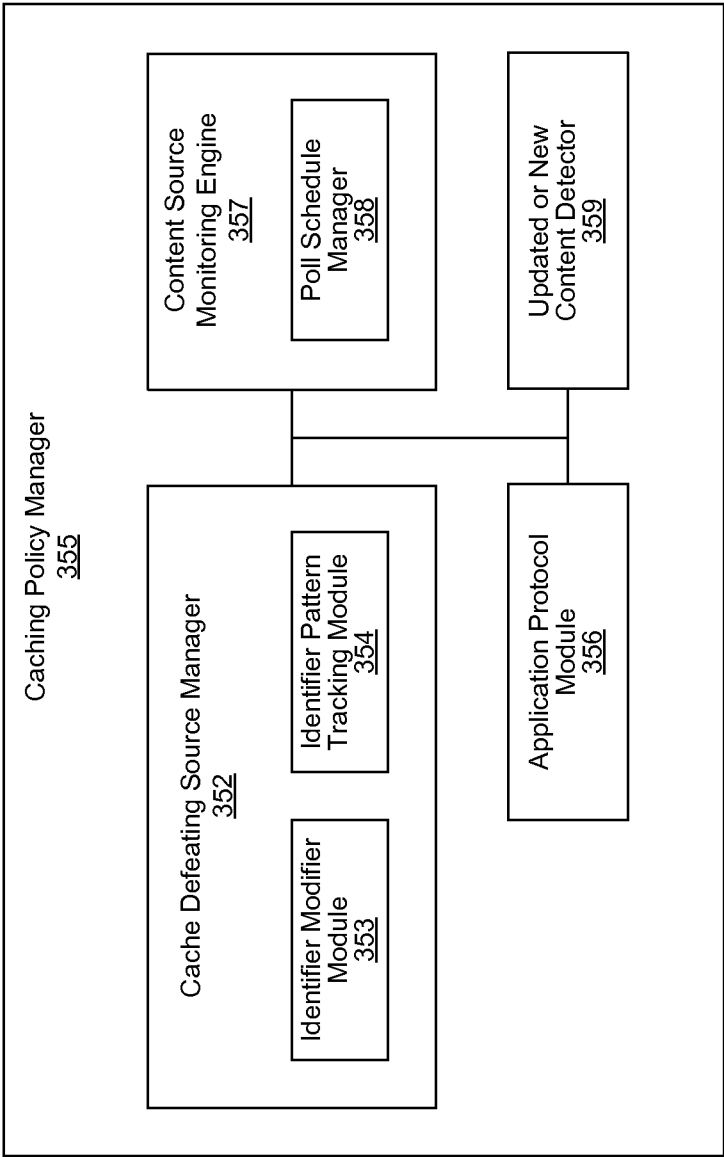 Caching Policy Manager
355
Cache Defeating Source Manager
352
Identifier Modifier
Module
353
Identifier Pattern
Tracking Module
354
Content Source
Monitoring Engine
357
Poll Schedule
Manager
358
Application Protocol
Module
356
Updated or New
Content Detector
359